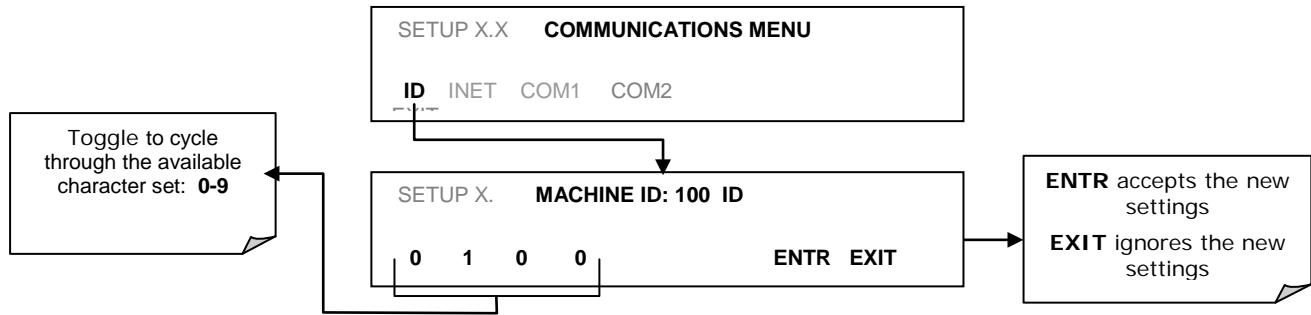 SETUP X.X COMMUNICATIONS MENU
ID INET COM1 COM2
EXIT
Toggle to cycle
through the available
character set: 0-9
SETUP X. MACHINE ID: 100 ID
0 1 0 0 ENTR EXIT
ENTR accepts the new
settings
EXIT ignores the new
settings